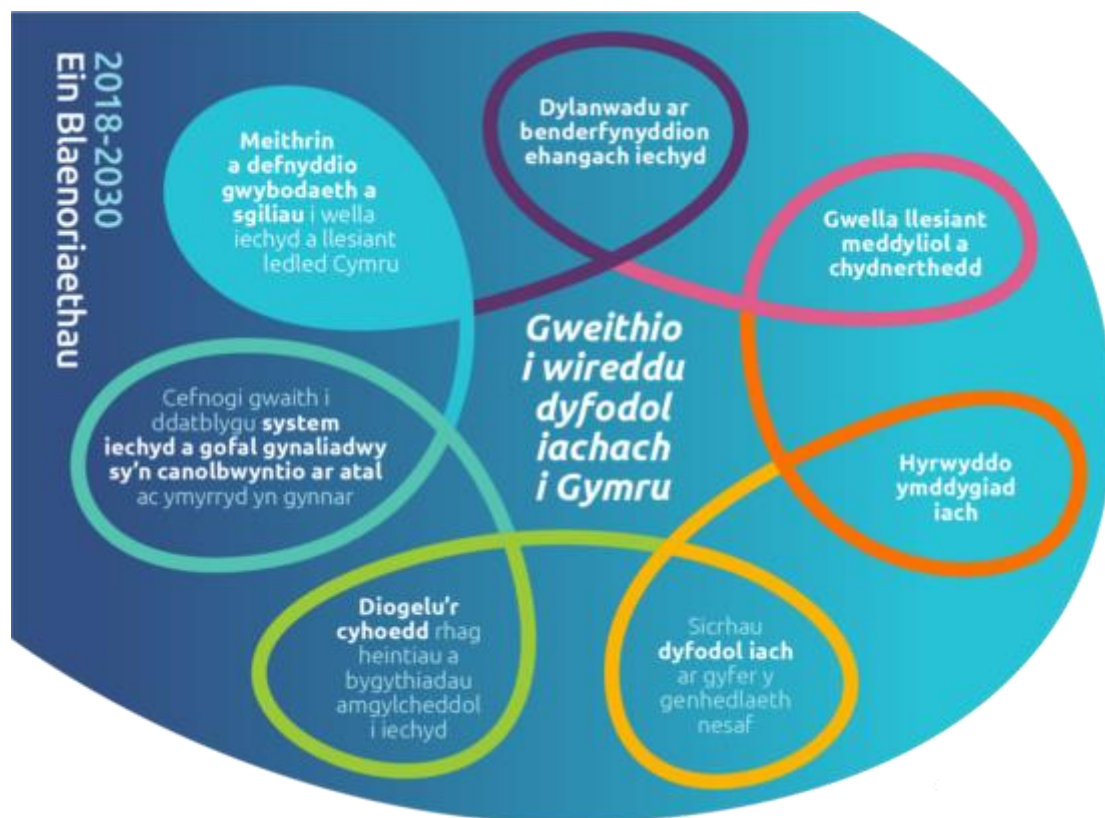 2018-2030
Ein Blaenoriaethau
Meithrin
a defnyddio
gwybodaeth a
sgiliau i wella
iechyd a llesiant
ledled Cymru
Dylanwadu ar
benderfynyddion
ehangach iechyd
Gwella llesiant
meddyliol a
chydnerthedd
Hyrwyddo
ymddygiad
iach
Sicrhau
dyfodol iach
ar gyfer y
genhedlaeth
nesaf
Diogelu'r
cyhoedd rhag
heintiau a
bygythiadau
amgylcheddol
i iechyd
Cefnogi gwaith i
ddatblygu system
iechyd a gofal gynaliadwy
sy'n canolbwyntio ar atal
ac ymyrryd yn gynnar
Gweithio
i wireddu
dyfodol
iachach
i Gymru